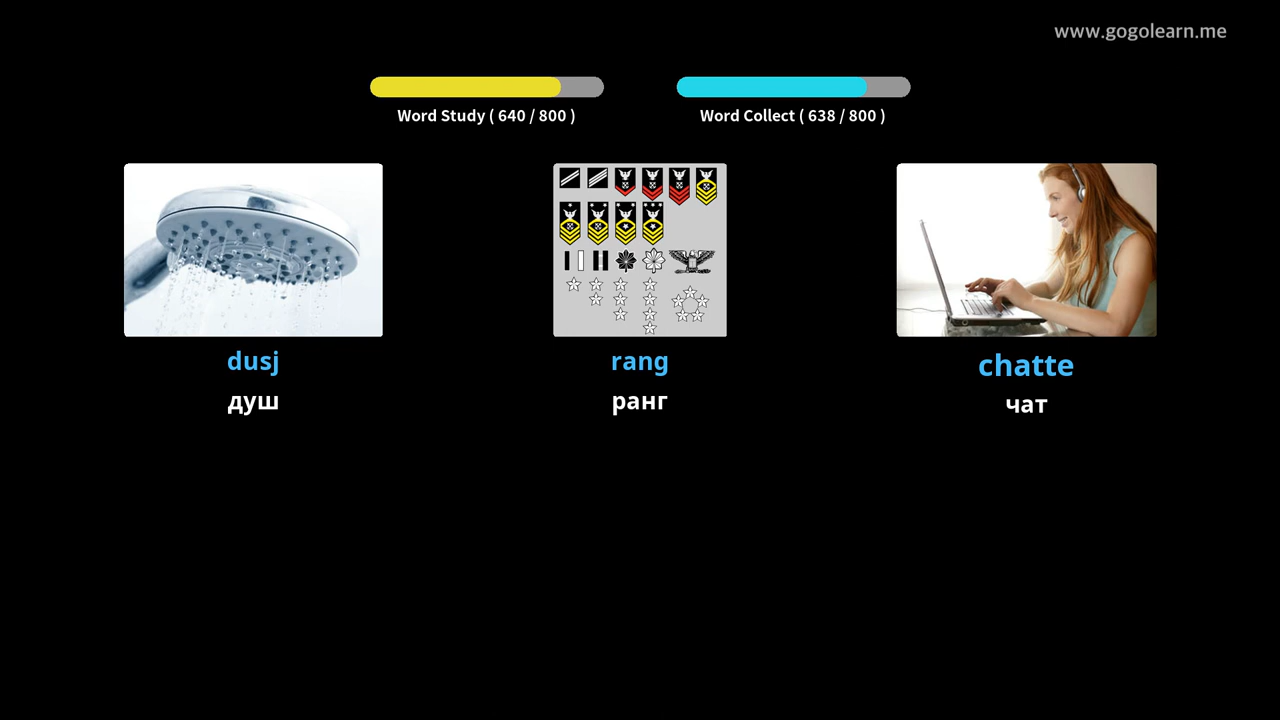 www.gogolearn.me
Word Study ( 640 / 800 )
Word Collect ( 638 / 800 )
dusj
rang
chatte
душ
ранг
чат